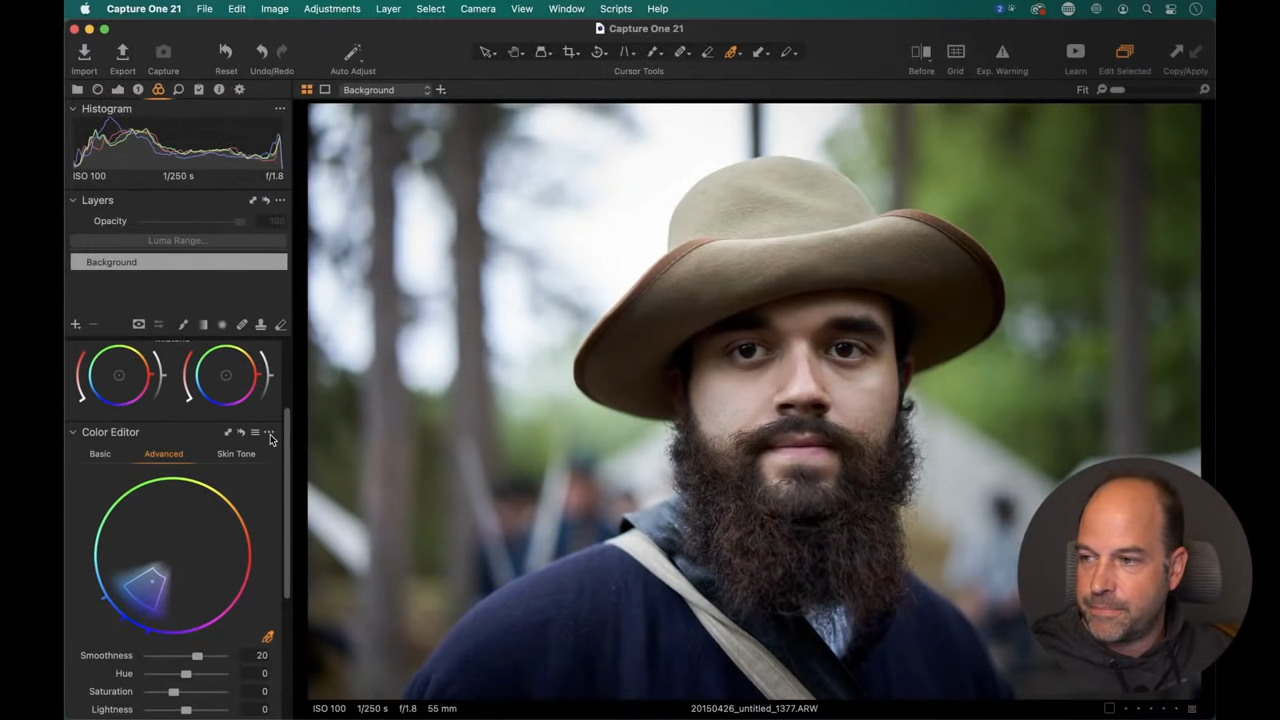 Capture One 21 File Edit Image Adjustments Layer Select Camera View Window Scripts Help 2
Capture One 21
Import Export Capture Reset Undo/Redo Auto Adjust Cursor Tools Before Grid Exp. Warning Learn Edit Selected Copy/Apply
Background Fit
Histogram
ISO 100 1/250 s f/1.8
Layers
Opacity 100
Luma Range...
Background
Color Editor
Basic Advanced Skin Tone
Smoothness 20
Hue 0
Saturation 0
Lightness 0
ISO 100 1/250 s f/1.8 55 mm 20150426_untitled_1377.ARW